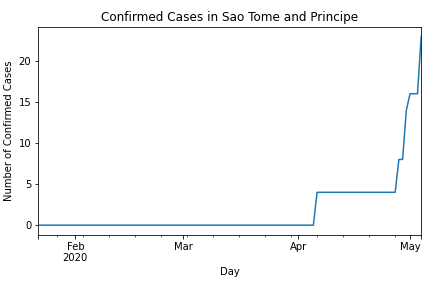 Confirmed Cases in Sao Tome and Principe
Number of Confirmed Cases
20
15
10
5
0
Feb
2020
Mar
Apr
May
Day